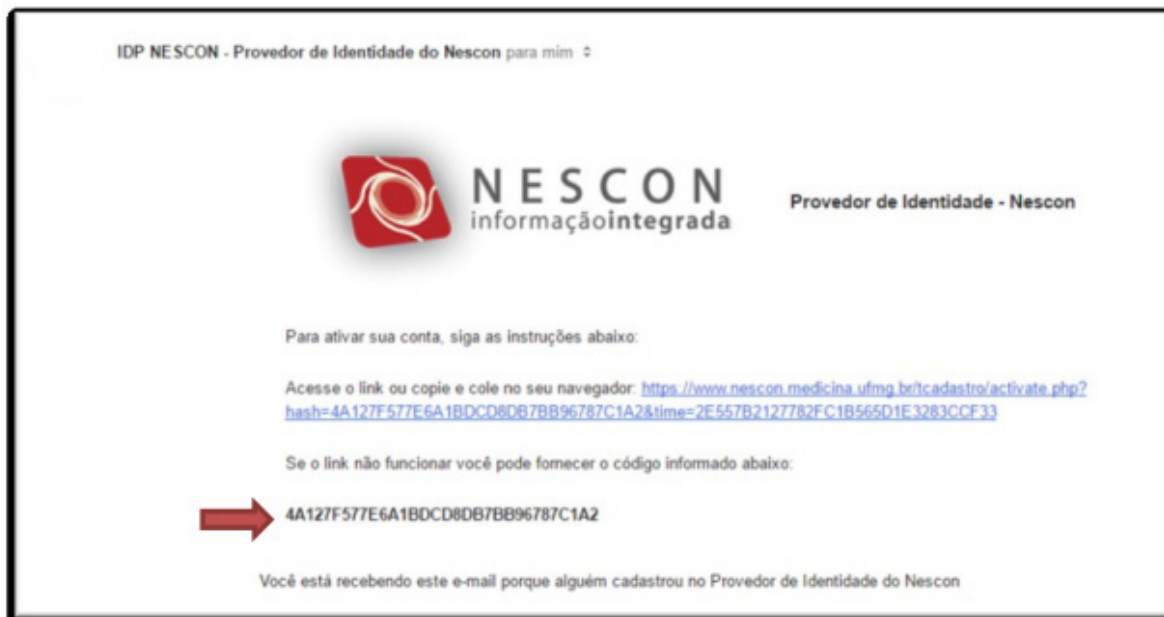 IDP NESCON - Provedor de Identidade do Nescon para mim
NESCON
informaçãointegrada
Provedor de Identidade - Nescon
Para ativar sua conta, siga as instruções abaixo:
Acesse o link ou copie e cole no seu navegador: https://www.nescon.medicina.ufmg.br/tcadastro/activate.php?
hash=4A127F577E6A1BDCD8DB7BB96787C1A2&time=2E557B2127782FC1B565D1E3283CCF33
Se o link não funcionar você pode fornecer o código informado abaixo:
4A127F577E6A1BDCD8DB7BB96787C1A2
Você está recebendo este e-mail porque alguém cadastrou no Provedor de Identidade do Nescon